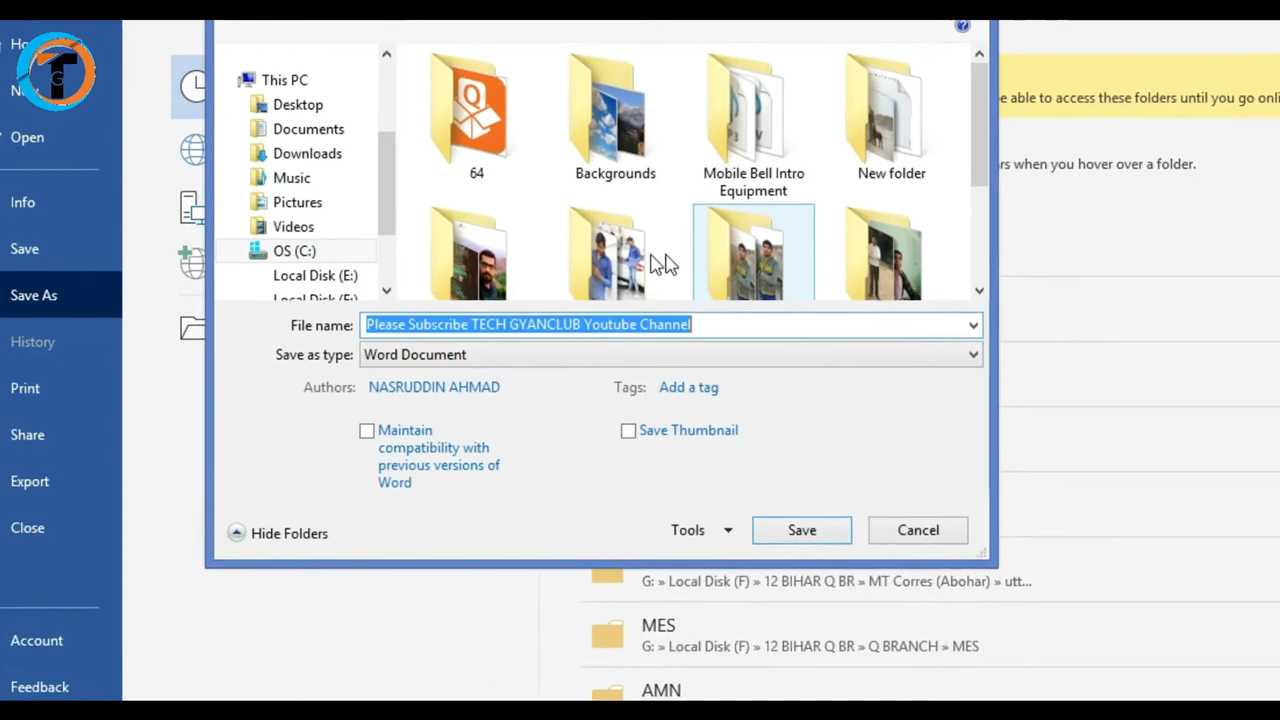 Open
Info
Save
Save As
History
Print
Share
Export
Close
Account
Feedback
This PC
Desktop
Documents
Downloads
Music
Pictures
Videos
OS (C:)
Local Disk (E:)
64
Backgrounds
Mobile Bell Intro
Equipment
New folder
File name: Please Subscribe TECH GYANCLUB Youtube Channel
Save as type: Word Document
Authors: NASRUDDIN AHMAD
Tags: Add a tag
Maintain
compatibility with
previous versions of
Word
Save Thumbnail
Hide Folders
Tools
Save
Cancel
be able to access these folders until you go onli
when you hover over a folder.
G: » Local Disk (F) » 12 BIHAR Q BR » MT Corres (Abohar) » utt...
MES
G: » Local Disk (F) » 12 BIHAR Q BR » Q BRANCH » MES
AMN